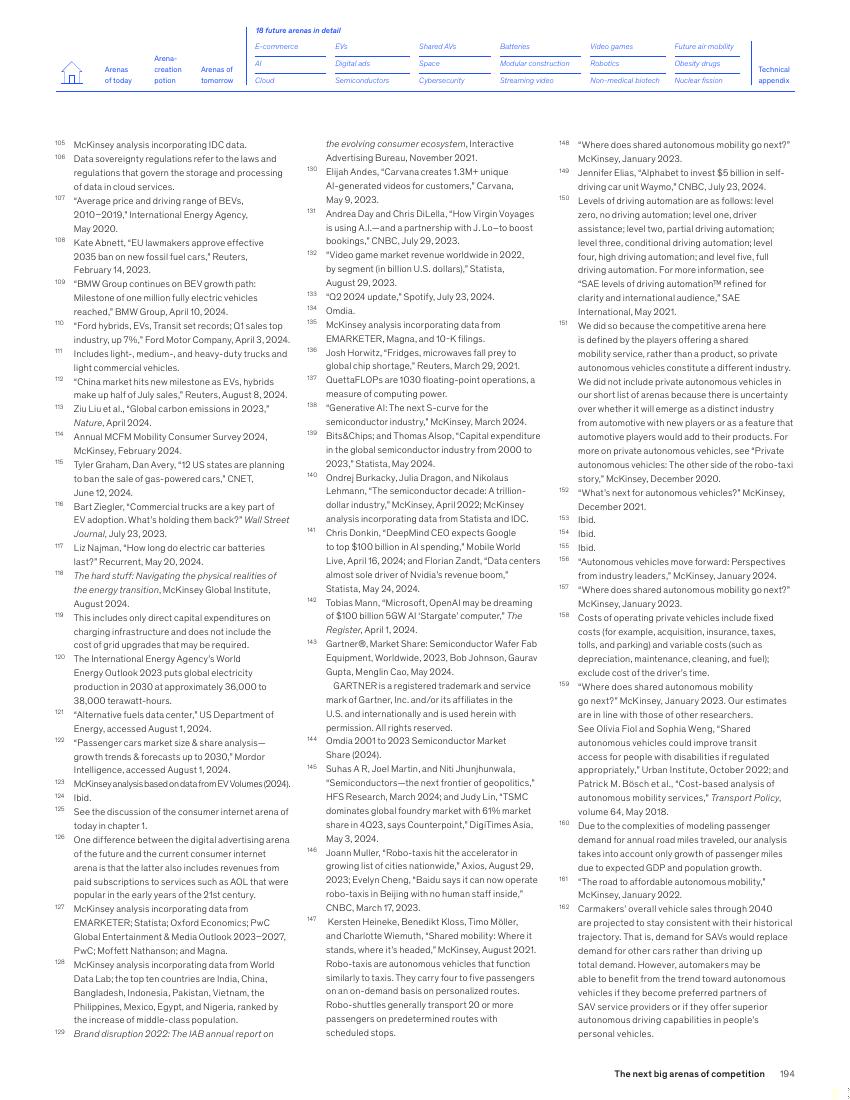 18 future arenas in detail
Arenas
of today
Arena-
creation
potion
Arenas of
tomorrow
E-commerce
EVs
Shared AVs
Batteries
Video games
Future air mobility
AI
Digital ads
Space
Modular construction
Robotics
Obesity drugs
Cloud
Semiconductors
Cybersecurity
Streaming video
Non-medical biotech
Nuclear fission
Technical
appendix
105 McKinsey analysis incorporating IDC data.
106 Data sovereignty regulations refer to the laws and
regulations that govern the storage and processing
of data in cloud services.
107 “Average price and driving range of BEVs,
2010–2019,” International Energy Agency,
May 2020.
108 Kate Abnett, “EU lawmakers approve effective
2035 ban on new fossil fuel cars,” Reuters,
February 14, 2023.
109 “BMW Group continues on BEV growth path:
Milestone of one million fully electric vehicles
reached,” BMW Group, April 10, 2024.
110 “Ford hybrids, EVs, Transit set records; Q1 sales top
industry, up 7%,” Ford Motor Company, April 3, 2024.
111 Includes light-, medium-, and heavy-duty trucks and
light commercial vehicles.
112 “China market hits new milestone as EVs, hybrids
make up half of July sales,” Reuters, August 8, 2024.
113 Ziu Liu et al., “Global carbon emissions in 2023,”
Nature, April 2024.
114 Annual MCFM Mobility Consumer Survey 2024,
McKinsey, February 2024.
115 Tyler Graham, Dan Avery, “12 US states are planning
to ban the sale of gas-powered cars,” CNET,
June 12, 2024.
116 Bart Ziegler, “Commercial trucks are a key part of
EV adoption. What’s holding them back?” Wall Street
Journal, July 23, 2023.
117 Liz Najman, “How long do electric car batteries
last?” Recurrent, May 20, 2024.
118 The hard stuff: Navigating the physical realities of
the energy transition, McKinsey Global Institute,
August 2024.
119 This includes only direct capital expenditures on
charging infrastructure and does not include the
cost of grid upgrades that may be required.
120 The International Energy Agency’s World
Energy Outlook 2023 puts global electricity
production in 2030 at approximately 36,000 to
38,000 terawatt-hours.
121 “Alternative fuels data center,” US Department of
Energy, accessed August 1, 2024.
122 “Passenger cars market size & share analysis—
growth trends & forecasts up to 2030,” Mordor
Intelligence, accessed August 1, 2024.
123 McKinsey analysis based on data from EV Volumes (2024).
124 Ibid.
125 See the discussion of the consumer internet arena of
today in chapter 1.
126 One difference between the digital advertising arena
of the future and the current consumer internet
arena is that the latter also includes revenues from
paid subscriptions to services such as AOL that were
popular in the early years of the 21st century.
127 McKinsey analysis incorporating data from
EMARKETER; Statista; Oxford Economics; PwC
Global Entertainment & Media Outlook 2023–2027,
PwC; Moffett Nathanson; and Magna.
128 McKinsey analysis incorporating data from World
Data Lab; the top ten countries are India, China,
Bangladesh, Indonesia, Pakistan, Vietnam, the
Philippines, Mexico, Egypt, and Nigeria, ranked by
the increase of middle-class population.
129 Brand disruption 2022: The IAB annual report on
the evolving consumer ecosystem, Interactive
Advertising Bureau, November 2021.
130 Elijah Andes, “Carvana creates 1.3M+ unique
AI-generated videos for customers,” Carvana,
May 9, 2023.
131 Andrea Day and Chris DiLella, “How Virgin Voyages
is using A.I.—and a partnership with J. Lo—to boost
bookings,” CNBC, July 29, 2023.
132 “Video game market revenue worldwide in 2022,
by segment (in billion U.S. dollars),” Statista,
August 29, 2023.
133 “Q2 2024 update,” Spotify, July 23, 2024.
134 Omdia.
135 McKinsey analysis incorporating data from
EMARKETER, Magna, and 10-K filings.
136 Josh Horwitz, “Fridges, microwaves fall prey to
global chip shortage,” Reuters, March 29, 2021.
137 QuettaFLOPs are 1030 floating-point operations, a
measure of computing power.
138 “Generative AI: The next S-curve for the
semiconductor industry,” McKinsey, March 2024.
139 Bits&Chips; and Thomas Alsop, “Capital expenditure
in the global semiconductor industry from 2000 to
2023,” Statista, May 2024.
140 Ondrej Burkacky, Julia Dragon, and Nikolaus
Lehmann, “The semiconductor decade: A trillion-
dollar industry,” McKinsey, April 2022; McKinsey
analysis incorporating data from Statista and IDC.
141 Chris Donkin, “DeepMind CEO expects Google
to top $100 billion in AI spending,” Mobile World
Live, April 16, 2024; and Florian Zandt, “Data centers
almost sole driver of Nvidia’s revenue boom,”
Statista, May 24, 2024.
142 Tobias Mann, “Microsoft, OpenAI may be dreaming
of $100 billion 5GW AI ‘Stargate’ computer,” The
Register, April 1, 2024.
143 Gartner®, Market Share: Semiconductor Wafer Fab
Equipment, Worldwide, 2023, Bob Johnson, Gaurav
Gupta, Menglin Cao, May 2024.
GARTNER is a registered trademark and service
mark of Gartner, Inc. and/or its affiliates in the
U.S. and internationally and is used herein with
permission. All rights reserved.
144 Omdia 2001 to 2023 Semiconductor Market
Share (2024).
145 Suhas A R, Joel Martin, and Niti Jhunjhunwala,
“Semiconductors—the next frontier of geopolitics,”
HFS Research, March 2024; and Judy Lin, “TSMC
dominates global foundry market with 61% market
share in 4Q23, says Counterpoint,” DigiTimes Asia,
May 3, 2024.
146 Joann Muller, “Robo-taxis hit the accelerator in
growing list of cities nationwide,” Axios, August 29,
2023; Evelyn Cheng, “Baidu says it can now operate
robo-taxis in Beijing with no human staff inside,”
CNBC, March 17, 2023.
147 Kersten Heineke, Benedikt Kloss, Timo Möller,
and Charlotte Wiemuth, “Shared mobility: Where it
stands, where it’s headed,” McKinsey, August 2021.
Robo-taxis are autonomous vehicles that function
similarly to taxis. They carry four to five passengers
on an on-demand basis on personalized routes.
Robo-shuttles generally transport 20 or more
passengers on predetermined routes with
scheduled stops.
148 “Where does shared autonomous mobility go next?”
McKinsey, January 2023.
149 Jennifer Elias, “Alphabet to invest $5 billion in self-
driving car unit Waymo,” CNBC, July 23, 2024.
150 Levels of driving automation are as follows: level
zero, no driving automation; level one, driver
assistance; level two, partial driving automation;
level three, conditional driving automation; level
four, high driving automation; and level five, full
driving automation. For more information, see
“SAE levels of driving automation™ refined for
clarity and international audience,” SAE
International, May 2021.
151 We did so because the competitive arena here
is defined by the players offering a shared
mobility service, rather than a product, so private
autonomous vehicles constitute a different industry.
We did not include private autonomous vehicles in
our short list of arenas because there is uncertainty
over whether it will emerge as a distinct industry
from automotive with new players or as a feature that
automotive players would add to their products. For
more on private autonomous vehicles, see “Private
autonomous vehicles: The other side of the robo-taxi
story,” McKinsey, December 2020.
152 “What’s next for autonomous vehicles?” McKinsey,
December 2021.
153 Ibid.
154 Ibid.
155 Ibid.
156 “Autonomous vehicles move forward: Perspectives
from industry leaders,” McKinsey, January 2024.
157 “Where does shared autonomous mobility go next?”
McKinsey, January 2023.
158 Costs of operating private vehicles include fixed
costs (for example, acquisition, insurance, taxes,
tolls, and parking) and variable costs (such as
depreciation, maintenance, cleaning, and fuel);
exclude cost of the driver’s time.
159 “Where does shared autonomous mobility
go next?” McKinsey, January 2023. Our estimates
are in line with those of other researchers.
See Olivia Fiol and Sophia Weng, “Shared
autonomous vehicles could improve transit
access for people with disabilities if regulated
appropriately,” Urban Institute, October 2022; and
Patrick M. Bösch et al., “Cost-based analysis of
autonomous mobility services,” Transport Policy,
volume 64, May 2018.
160 Due to the complexities of modeling passenger
demand for annual road miles traveled, our analysis
takes into account only growth of passenger miles
due to expected GDP and population growth.
161 “The road to affordable autonomous mobility,”
McKinsey, January 2022.
162 Carmakers’ overall vehicle sales through 2040
are projected to stay consistent with their historical
trajectory. That is, demand for SAVs would replace
demand for other cars rather than driving up
total demand. However, automakers may be
able to benefit from the trend toward autonomous
vehicles if they become preferred partners of
SAV service providers or if they offer superior
autonomous driving capabilities in people’s
personal vehicles.
The next big arenas of competition 194